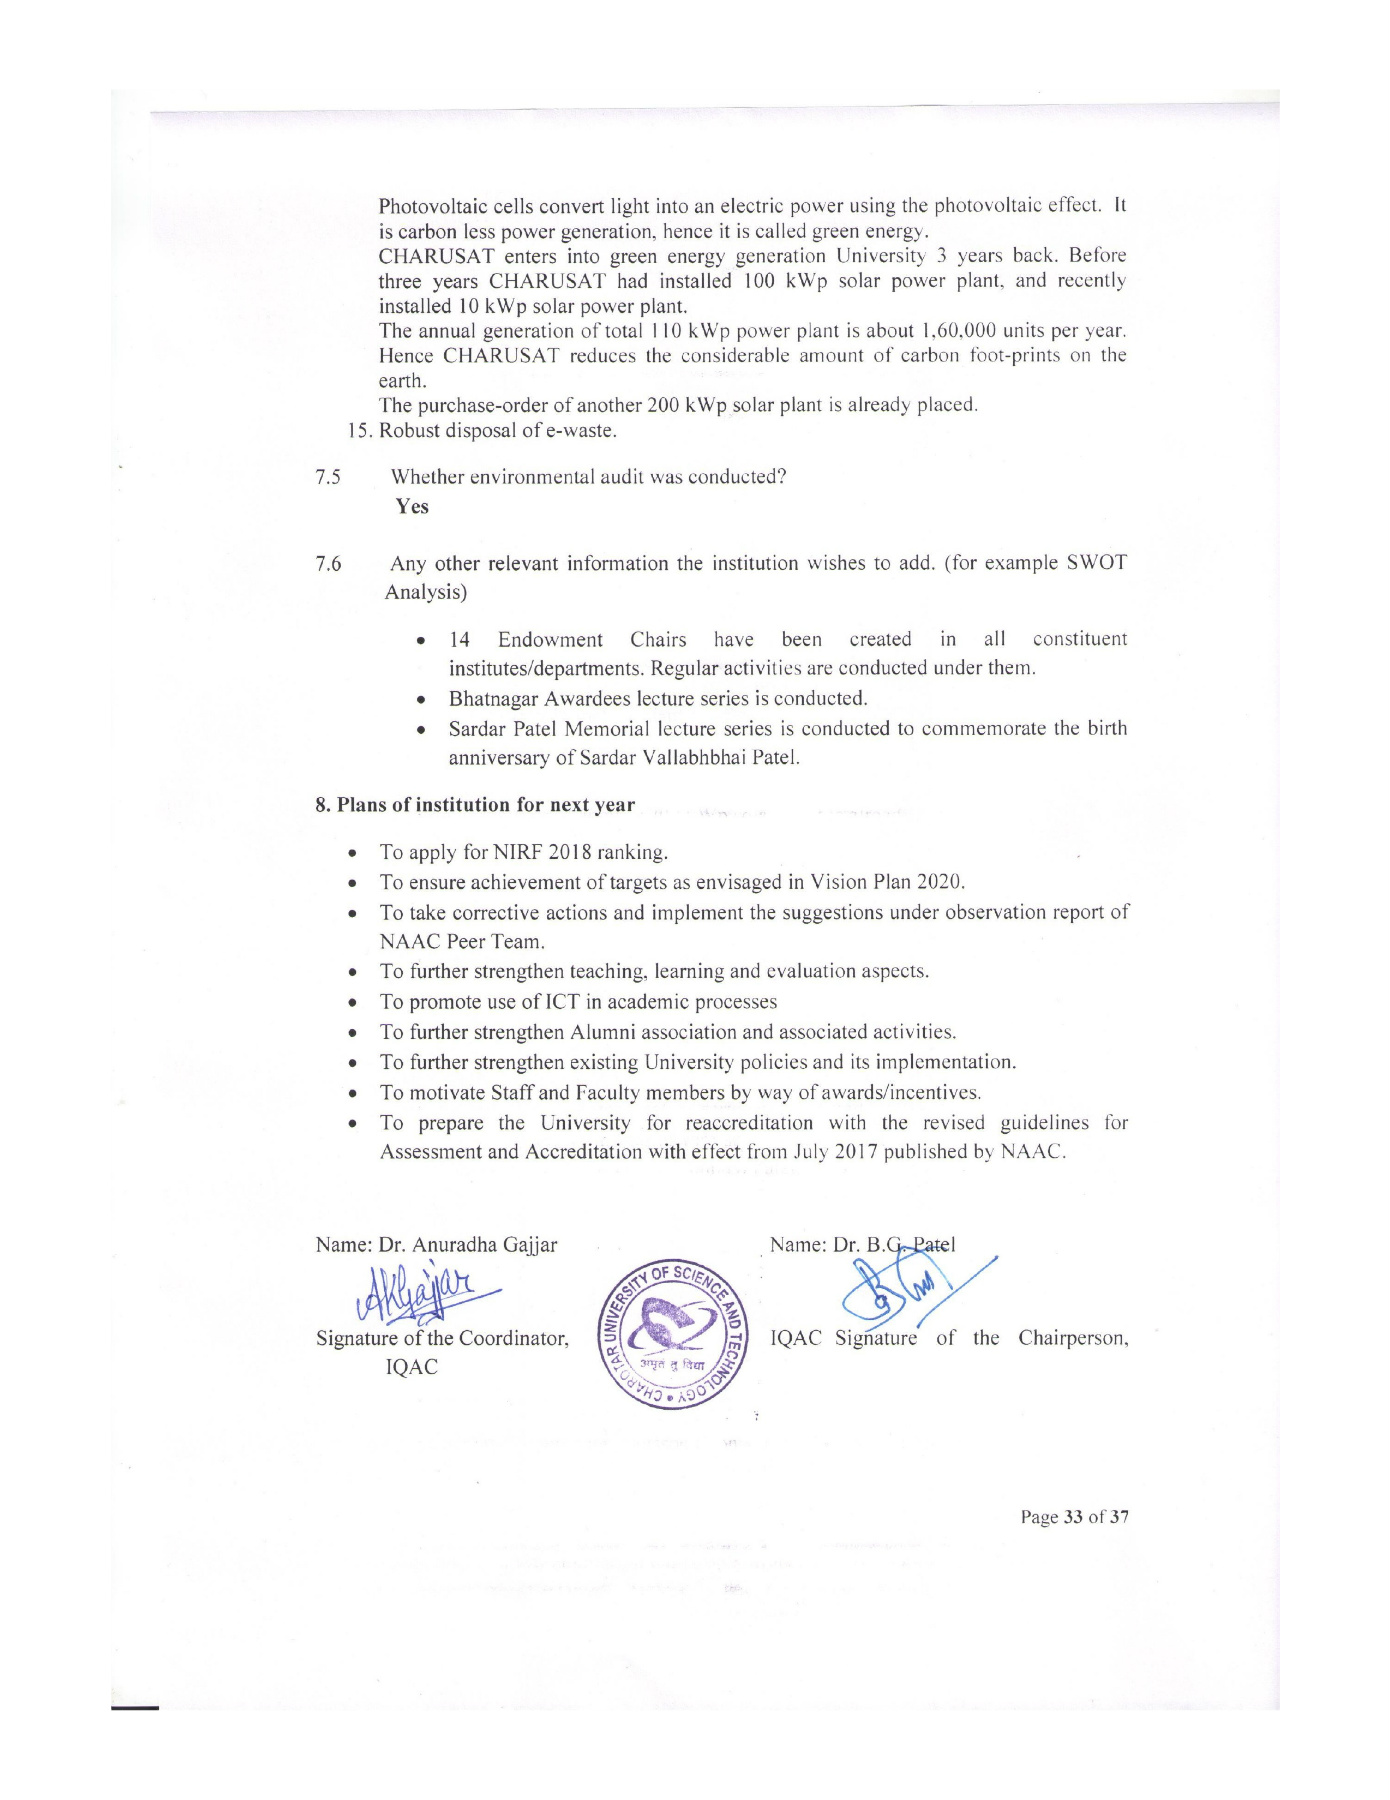 Photovoltaic cells convert light into an electric power using the photovoltaic effect. It
is carbon less power generation, hence it is called green energy.
CHARUSAT enters into green energy generation University 3 years back. Before
three years CHARUSAT had installed 100 kWp solar power plant, and recently
installed 10 kWp solar power plant.
The annual generation of total 110 kWp power plant is about 1,60,000 units per year.
Hence CHARUSAT reduces the considerable amount of carbon foot-prints on the
earth.
The purchase-order of another 200 kWp solar plant is already placed.
15. Robust disposal of e-waste.
7.5 Whether environmental audit was conducted?
Yes
7.6 Any other relevant information the institution wishes to add. (for example SWOT
Analysis)
• 14 Endowment Chairs have been created in all constituent
institutes/departments. Regular activities are conducted under them.
• Bhatnagar Awardees lecture series is conducted.
• Sardar Patel Memorial lecture series is conducted to commemorate the birth
anniversary of Sardar Vallabhbhai Patel.
8. Plans of institution for next year
• To apply for NIRF 2018 ranking.
• To ensure achievement of targets as envisaged in Vision Plan 2020.
• To take corrective actions and implement the suggestions under observation report of
NAAC Peer Team.
• To further strengthen teaching, learning and evaluation aspects.
• To promote use of ICT in academic processes
• To further strengthen Alumni association and associated activities.
• To further strengthen existing University policies and its implementation.
• To motivate Staff and Faculty members by way of awards/incentives.
• To prepare the University for reaccreditation with the revised guidelines for
Assessment and Accreditation with effect from July 2017 published by NAAC.
Name: Dr. Anuradha Gajjar Name: Dr. B.G. Patel
AKGajjar
CHAROTAR UNIVERSITY OF SCIENCE AND TECHNOLOGY
अमृतं तु विद्या
Signature of the Coordinator, IQAC Signature of the Chairperson,
IQAC
Page 33 of 37